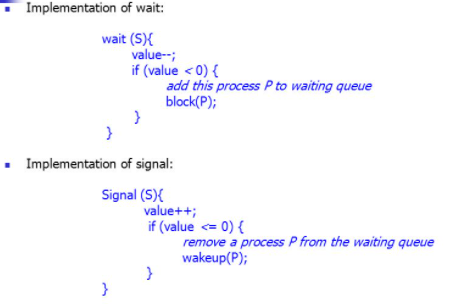 Implementation of wait:
wait (S){
value--;
if (value < 0) {
add this process P to waiting queue
block(P);
}
}
Implementation of signal:
Signal (S){
value++;
if (value <= 0) {
remove a process P from the waiting queue
wakeup(P);
}
}